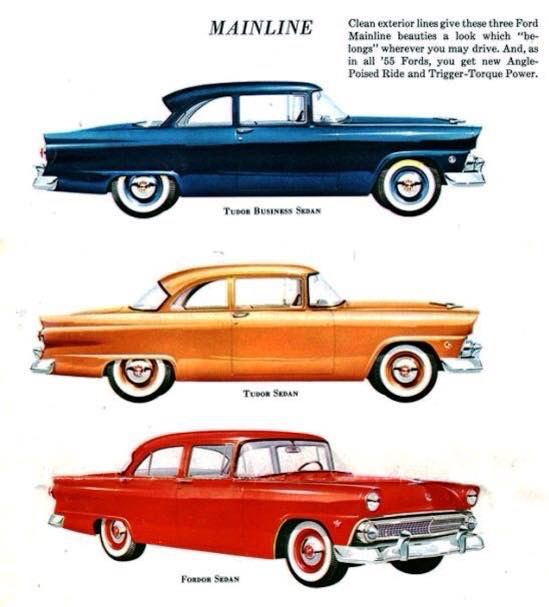 MAINLINE
Clean exterior lines give these three Ford
Mainline beauties a look which "be-
longs" wherever you may drive. And, as
in all '55 Fords, you get new Angle-
Poised Ride and Trigger-Torque Power.
TUDOR BUSINESS SEDAN
TUDOR SEDAN
FORDOR SEDAN